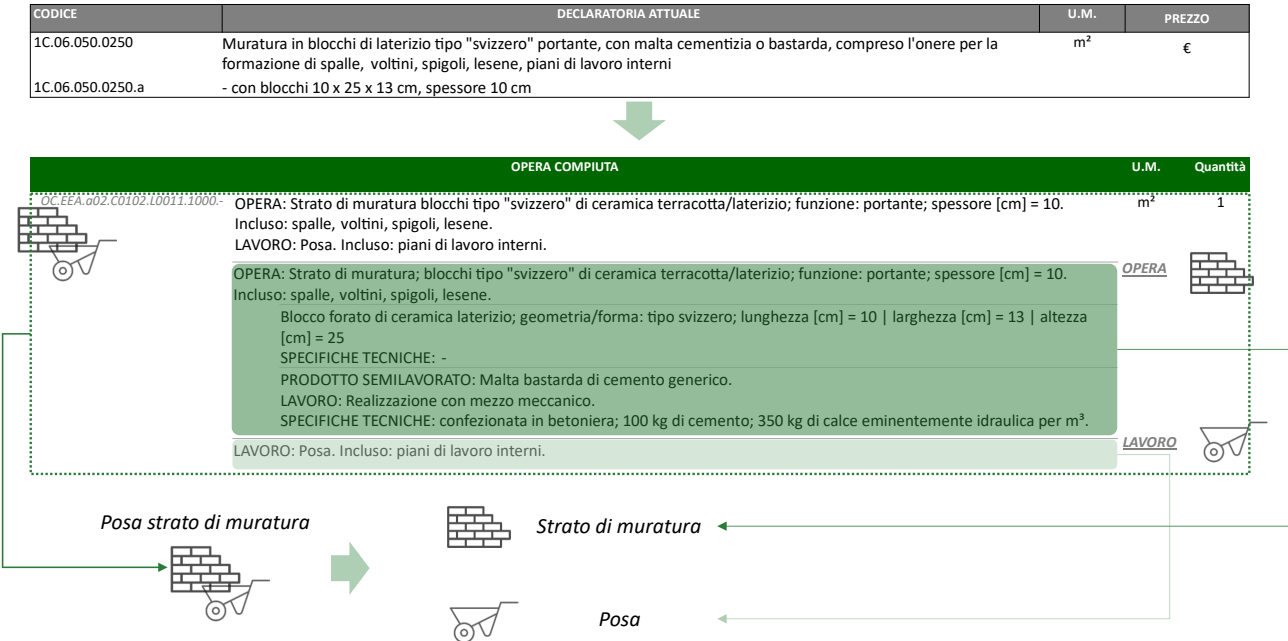 CODICE DECLARATORIA ATTUALE U.M. PREZZO
1C.06.050.0250 Muratura in blocchi di laterizio tipo "svizzero" portante, con malta cementizia o bastarda, compreso l'onere per la m² €
formazione di spalle, voltini, spigoli, lesene, piani di lavoro interni
1C.06.050.0250.a - con blocchi 10 x 25 x 13 cm, spessore 10 cm
OPERA COMPIUTA U.M. Quantità
OC.EEA.a02.C0102.L0011.1000.- OPERA: Strato di muratura blocchi tipo "svizzero" di ceramica terracotta/laterizio; funzione: portante; spessore [cm] = 10. m² 1
Incluso: spalle, voltini, spigoli, lesene.
LAVORO: Posa. Incluso: piani di lavoro interni.
OPERA: Strato di muratura; blocchi tipo "svizzero" di ceramica terracotta/laterizio; funzione: portante; spessore [cm] = 10. OPERA
Incluso: spalle, voltini, spigoli, lesene.
Blocco forato di ceramica laterizio; geometria/forma: tipo svizzero; lunghezza [cm] = 10 | larghezza [cm] = 13 | altezza
[cm] = 25
SPECIFICHE TECNICHE: -
PRODOTTO SEMILAVORATO: Malta bastarda di cemento generico.
LAVORO: Realizzazione con mezzo meccanico.
SPECIFICHE TECNICHE: confezionata in betoniera; 100 kg di cemento; 350 kg di calce eminentemente idraulica per m³.
LAVORO: Posa. Incluso: piani di lavoro interni. LAVORO
Posa strato di muratura
Strato di muratura
Posa